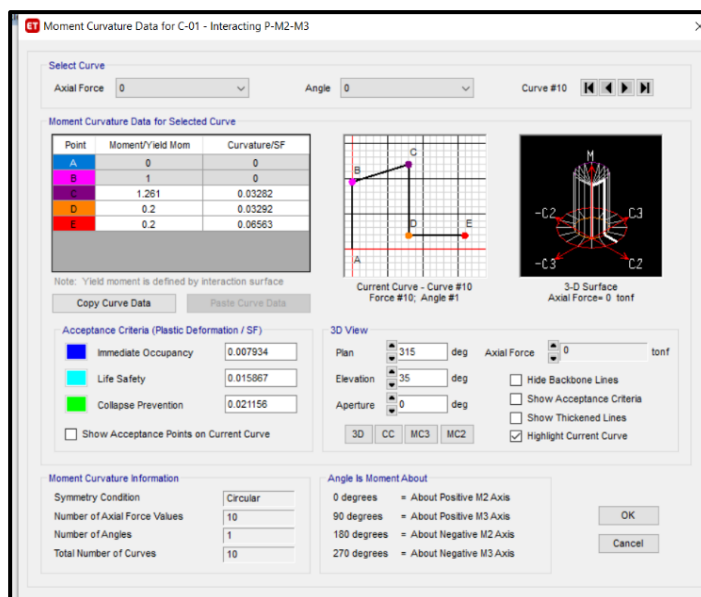 ET Moment Curvature Data for C-01 - Interacting P-M2-M3
Select Curve
Axial Force 0 Angle 0 Curve #10
Moment Curvature Data for Selected Curve
Point Moment/Yield Mom Curvature/SF
A 0 0
B 1 0
C 1.261 0.03282
D 0.2 0.03292
E 0.2 0.06563
Note: Yield moment is defined by interaction surface
Copy Curve Data Paste Curve Data
A B C D E
Current Curve - Curve #10
Force #10; Angle #1
M
-C2 C3
-C3 C2
3-D Surface
Axial Force= 0 tonf
Acceptance Criteria (Plastic Deformation / SF)
Immediate Occupancy 0.007934
Life Safety 0.015867
Collapse Prevention 0.021156
Show Acceptance Points on Current Curve
3D View
Plan 315 deg
Elevation 35 deg
Aperture 0 deg
3D CC MC3 MC2
Axial Force 0 tonf
Hide Backbone Lines
Show Acceptance Criteria
Show Thickened Lines
Highlight Current Curve
Moment Curvature Information
Symmetry Condition Circular
Number of Axial Force Values 10
Number of Angles 1
Total Number of Curves 10
Angle Is Moment About
0 degrees = About Positive M2 Axis
90 degrees = About Positive M3 Axis
180 degrees = About Negative M2 Axis
270 degrees = About Negative M3 Axis
OK
Cancel